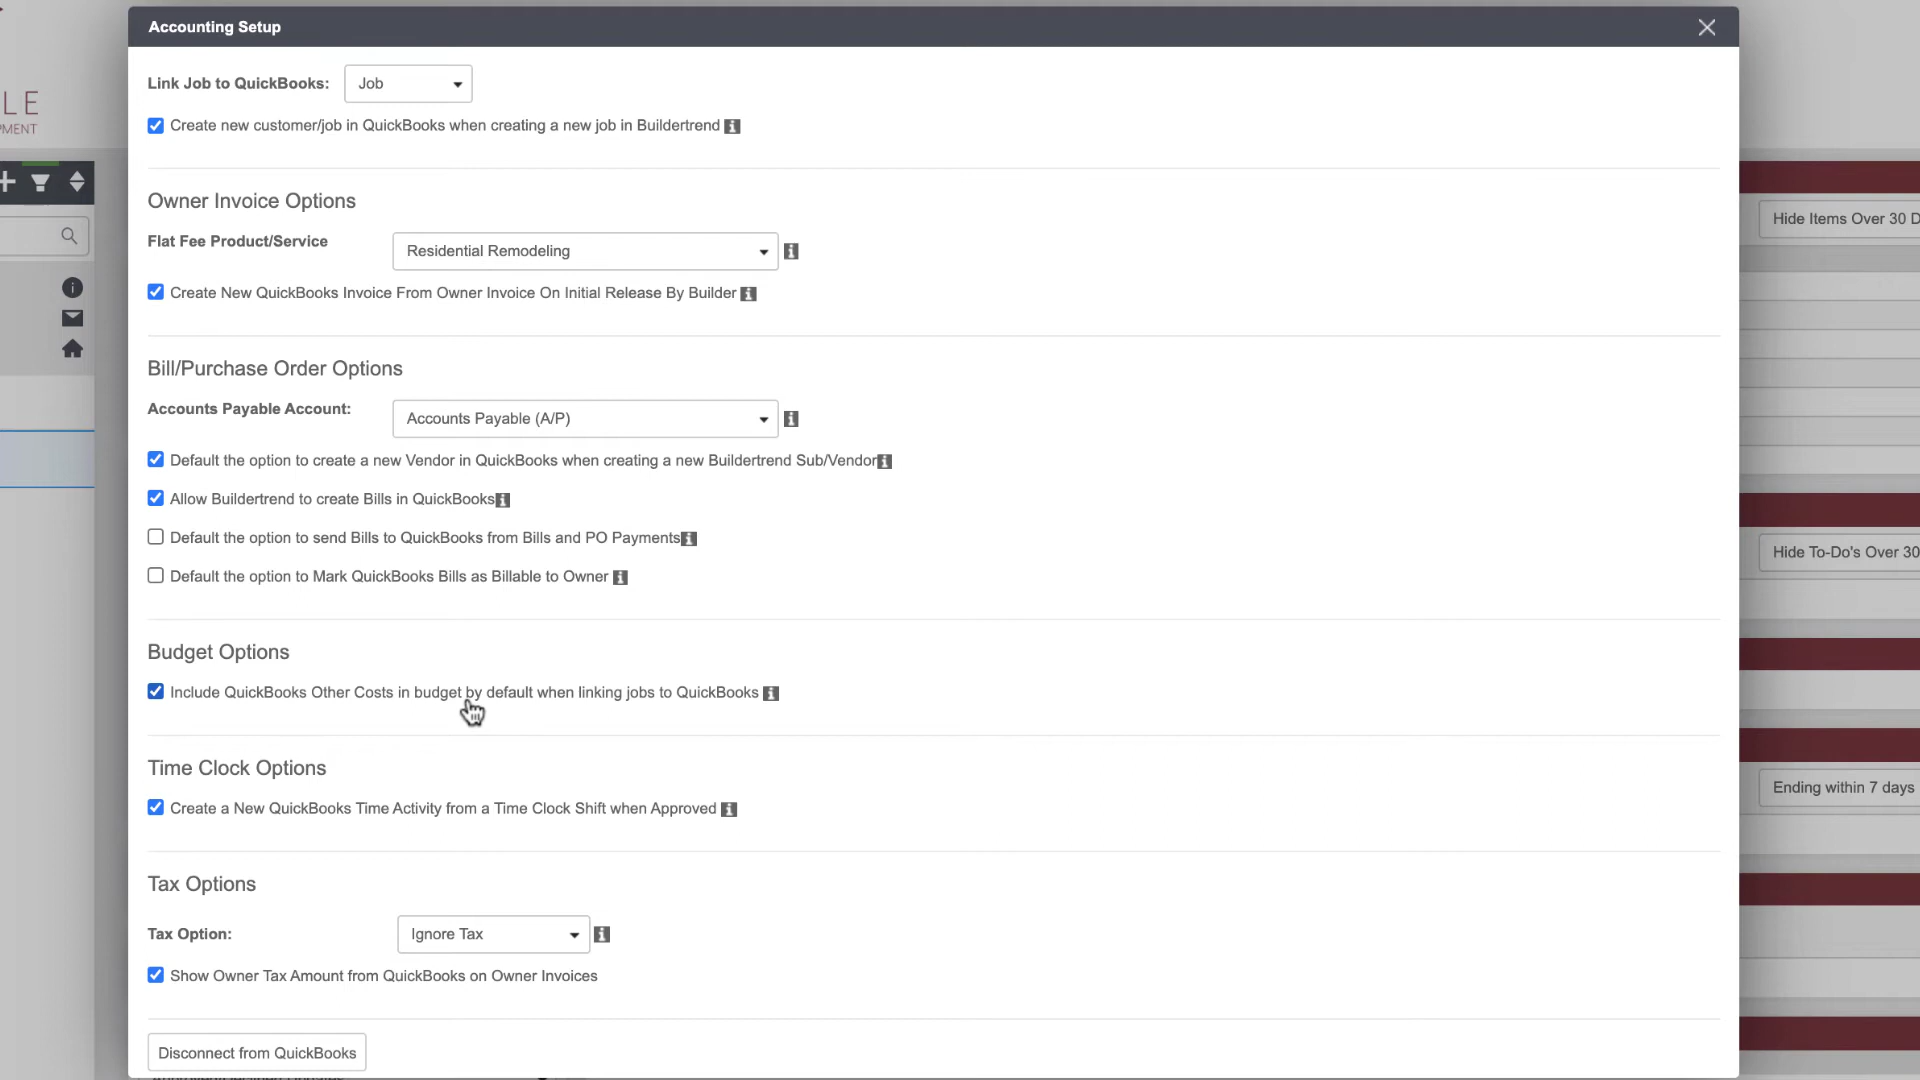 Accounting Setup
LE
PMENT
Link Job to QuickBooks: Job
Create new customer/job in QuickBooks when creating a new job in Buildertrend
Owner Invoice Options
Hide Items Over 30 D
Flat Fee Product/Service Residential Remodeling
Create New QuickBooks Invoice From Owner Invoice On Initial Release By Builder
Bill/Purchase Order Options
Accounts Payable Account: Accounts Payable (A/P)
Default the option to create a new Vendor in QuickBooks when creating a new Buildertrend Sub/Vendor
Allow Buildertrend to create Bills in QuickBooks
Default the option to send Bills to QuickBooks from Bills and PO Payments
Hide To-Do's Over 30
Default the option to Mark QuickBooks Bills as Billable to Owner
Budget Options
Include QuickBooks Other Costs in budget by default when linking jobs to QuickBooks
Time Clock Options
Ending within 7 days
Create a New QuickBooks Time Activity from a Time Clock Shift when Approved
Tax Options
Tax Option: Ignore Tax
Show Owner Tax Amount from QuickBooks on Owner Invoices
Disconnect from QuickBooks